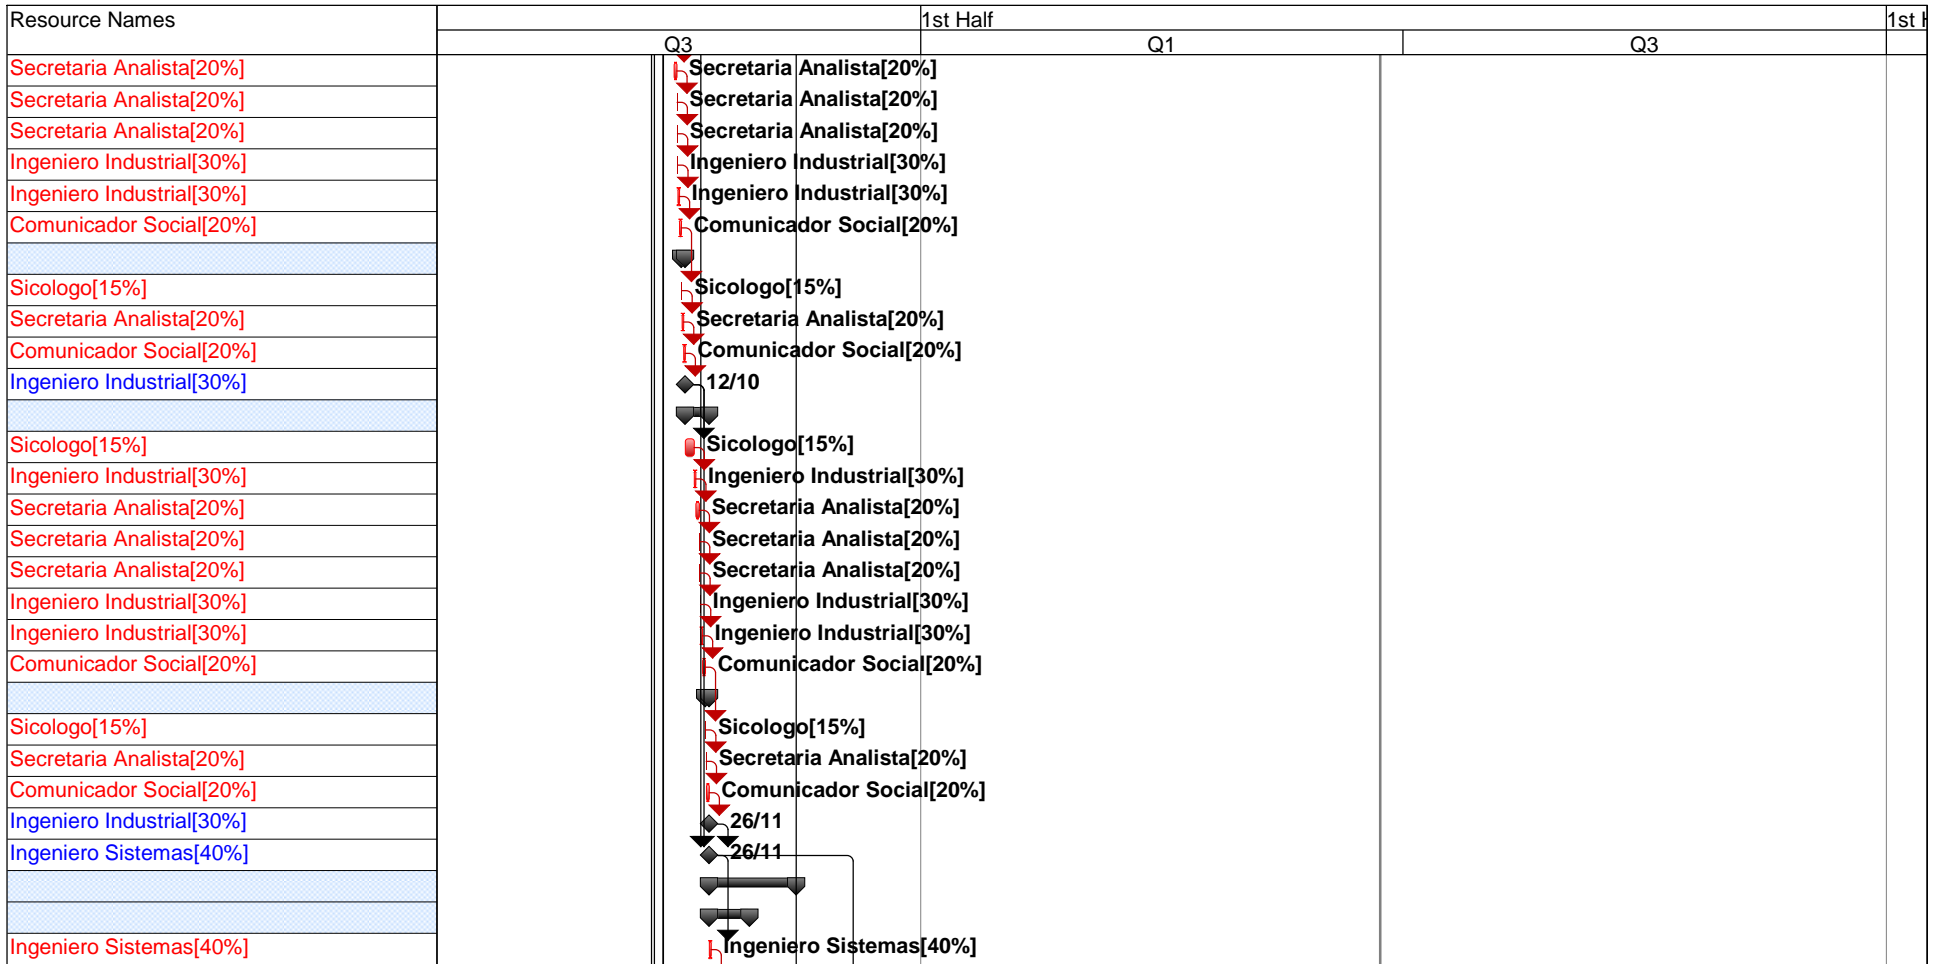 Resource Names 1st Half 1st H
Q3 Q1 Q3
Secretaria Analista[20%] Secretaria Analista[20%]
Secretaria Analista[20%] Secretaria Analista[20%]
Secretaria Analista[20%] Secretaria Analista[20%]
Ingeniero Industrial[30%] Ingeniero Industrial[30%]
Ingeniero Industrial[30%] Ingeniero Industrial[30%]
Comunicador Social[20%] Comunicador Social[20%]
Sicologo[15%] Sicologo[15%]
Secretaria Analista[20%] Secretaria Analista[20%]
Comunicador Social[20%] Comunicador Social[20%]
Ingeniero Industrial[30%] 12/10
Sicologo[15%] Sicologo[15%]
Ingeniero Industrial[30%] Ingeniero Industrial[30%]
Secretaria Analista[20%] Secretaria Analista[20%]
Secretaria Analista[20%] Secretaria Analista[20%]
Secretaria Analista[20%] Secretaria Analista[20%]
Ingeniero Industrial[30%] Ingeniero Industrial[30%]
Ingeniero Industrial[30%] Ingeniero Industrial[30%]
Comunicador Social[20%] Comunicador Social[20%]
Sicologo[15%] Sicologo[15%]
Secretaria Analista[20%] Secretaria Analista[20%]
Comunicador Social[20%] Comunicador Social[20%]
Ingeniero Industrial[30%] 26/11
Ingeniero Sistemas[40%] 26/11
Ingeniero Sistemas[40%] Ingeniero Sistemas[40%]